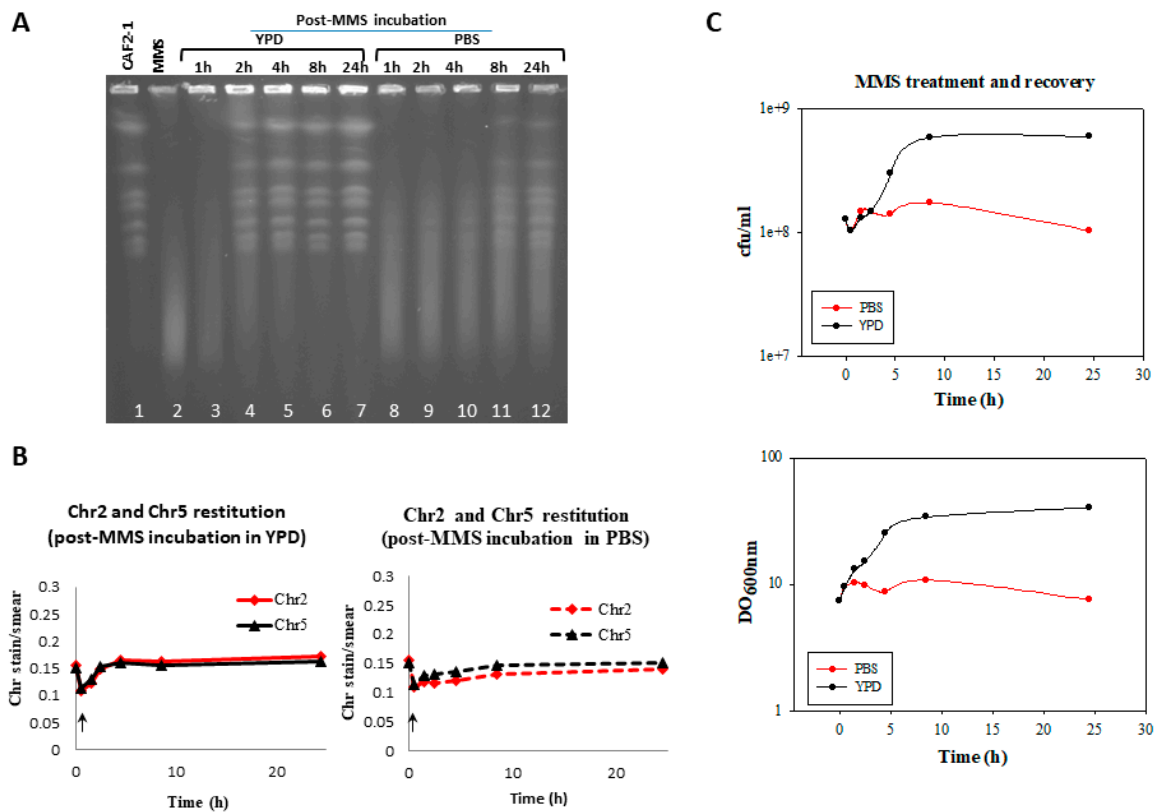 A
CAF2-1
MMS
Post-MMS incubation
YPD
PBS
1h 2h 4h 8h 24h 1h 2h 4h 8h 24h
1 2 3 4 5 6 7 8 9 10 11 12
B
Chr2 and Chr5 restitution
(post-MMS incubation in YPD)
Chr stain/smear
0.3
0.25
0.2
0.15
0.1
0.05
0
Chr2
Chr5
0 10 20
Time (h)
Chr2 and Chr5 restitution
(post-MMS incubation in PBS)
Chr stain/smear
0.3
0.25
0.2
0.15
0.1
0.05
0
Chr2
Chr5
0 10 20
Time (h)
C
MMS treatment and recovery
cfu/ml
1e+9
1e+8
1e+7
PBS
YPD
0 5 10 15 20 25 30
Time (h)
DO600nm
100
10
1
PBS
YPD
0 5 10 15 20 25 30
Time (h)